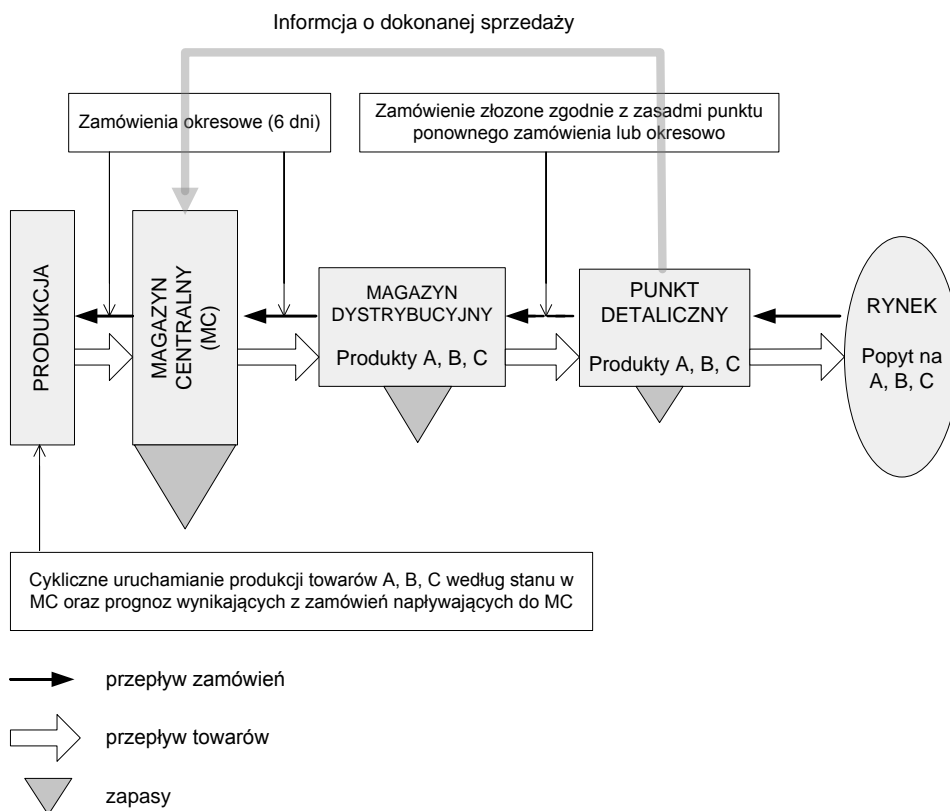 Informcja o dokonanej sprzedaży
Zamówienia okresowe (6 dni)
Zamówienie złozone zgodnie z zasadmi punktu
ponownego zamówienia lub okresowo
PRODUKCJA
MAGAZYN
CENTRALNY
(MC)
MAGAZYN
DYSTRYBUCYJNY
Produkty A, B, C
PUNKT
DETALICZNY
Produkty A, B, C
RYNEK
Popyt na
A, B, C
Cykliczne uruchamianie produkcji towarów A, B, C według stanu w
MC oraz prognoz wynikających z zamówień napływających do MC
przepływ zamówień
przepływ towarów
zapasy